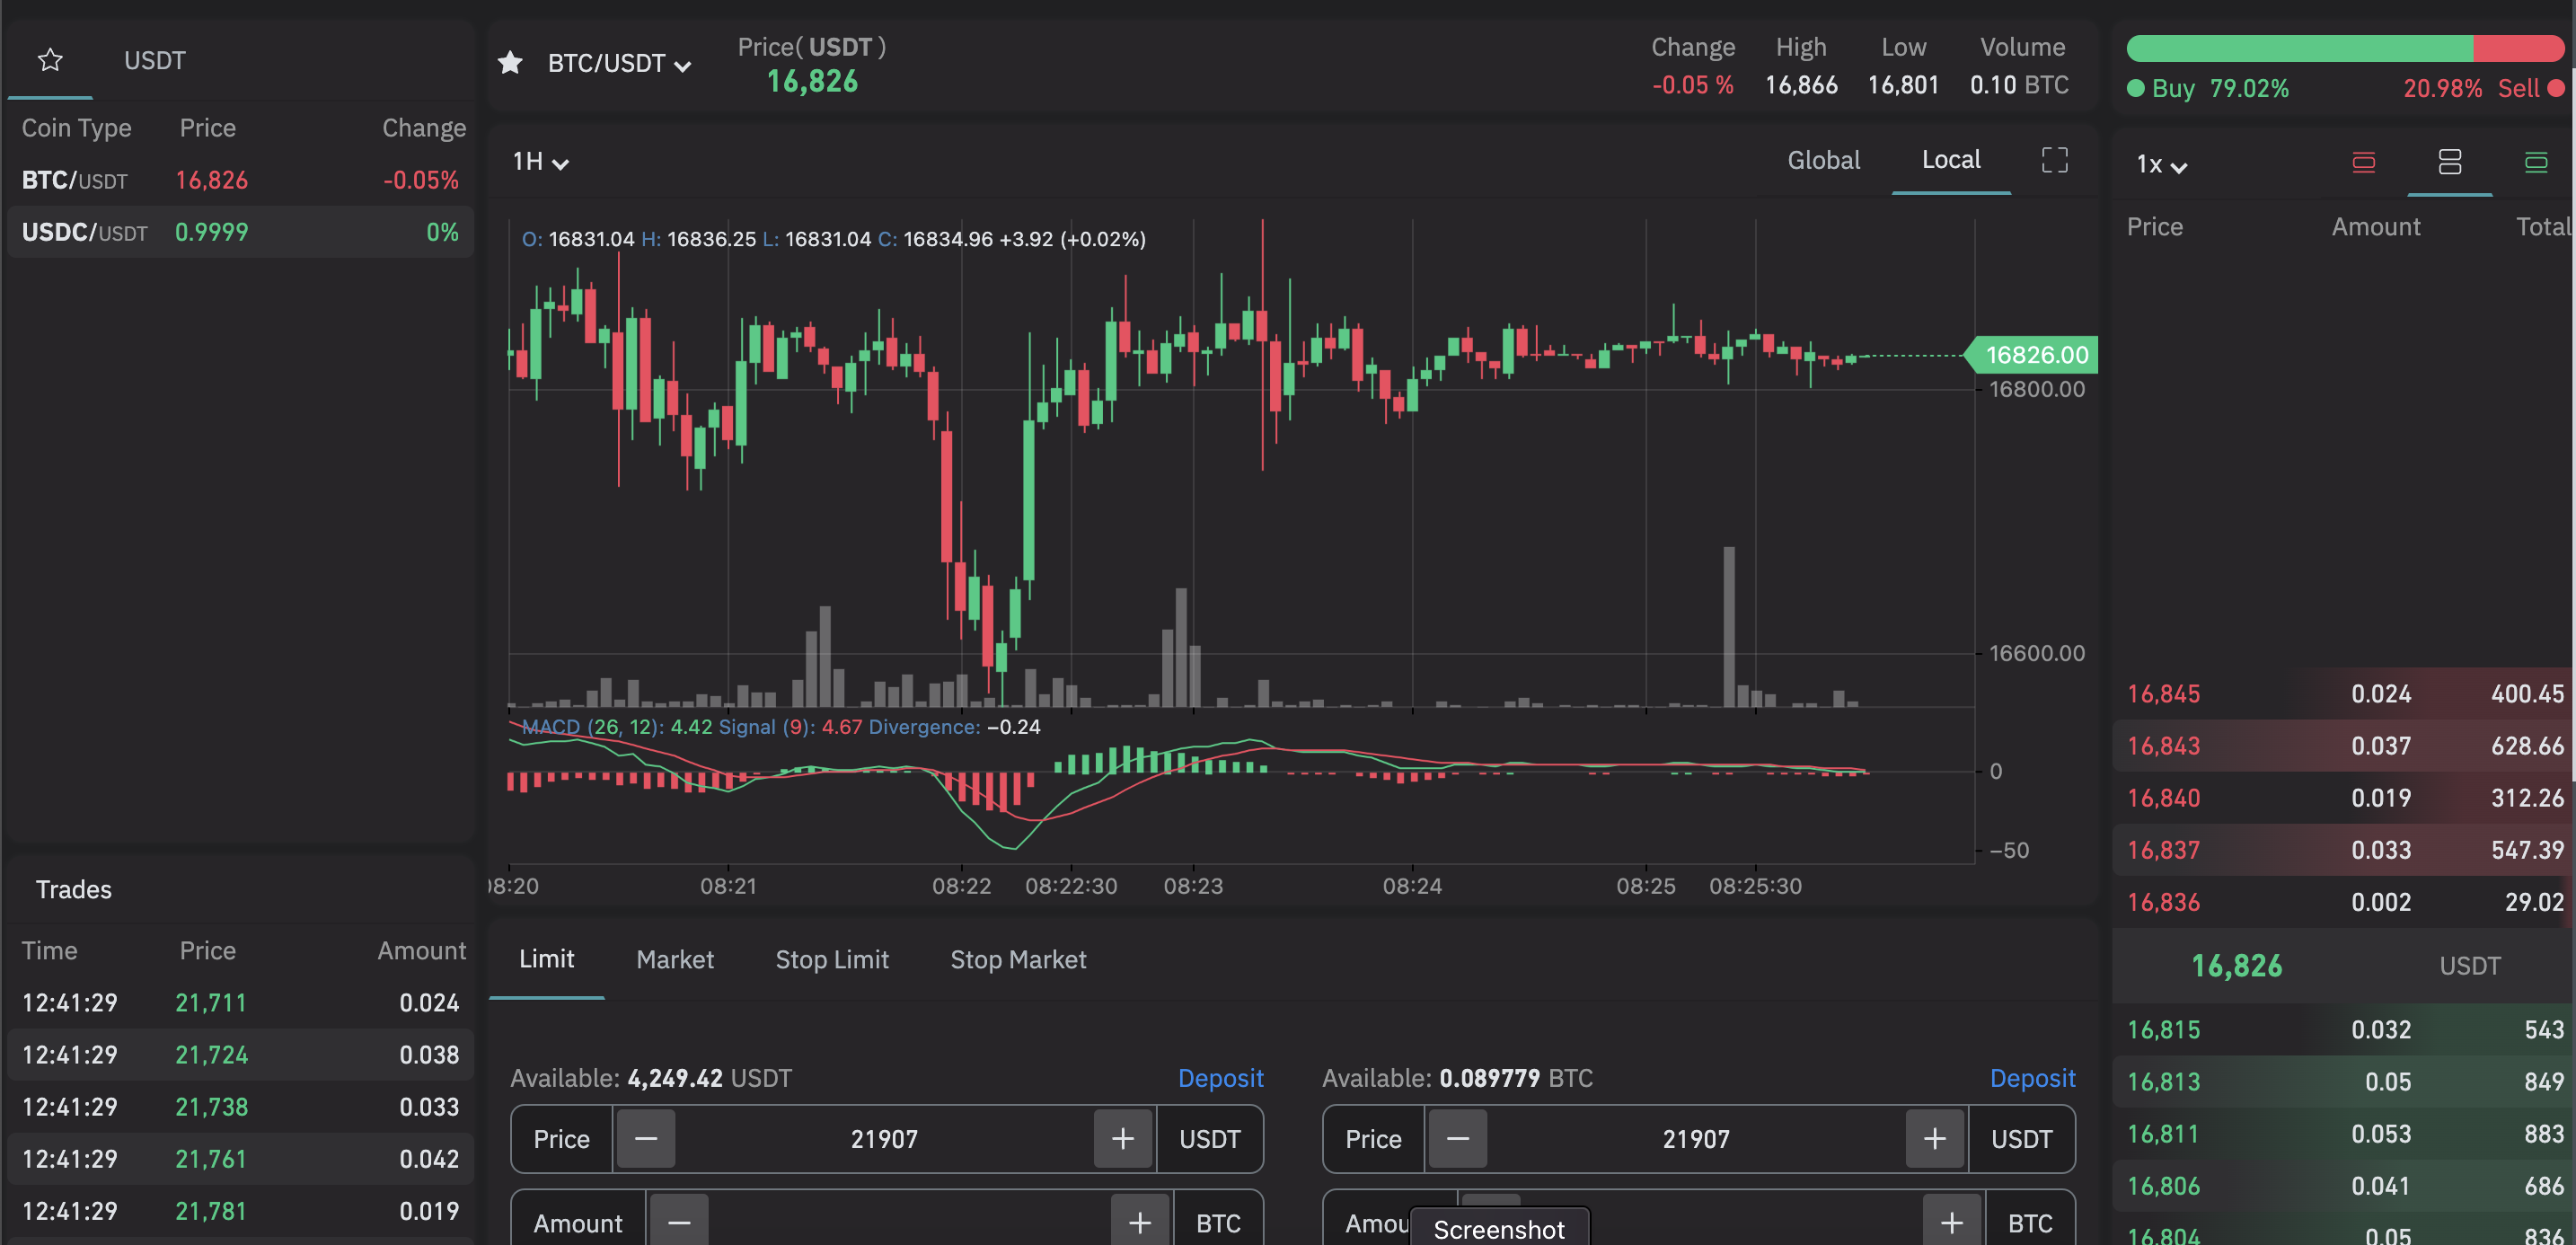 USDT
Coin Type Price Change
BTC/USDT 16,826 -0.05%
USDC/USDT 0.9999 0%
Trades
Time Price Amount
12:41:29 21,711 0.024
12:41:29 21,724 0.038
12:41:29 21,738 0.033
12:41:29 21,761 0.042
12:41:29 21,781 0.019
BTC/USDT
Price( USDT )
16,826
Change High Low Volume
-0.05 % 16,866 16,801 0.10 BTC
1H Global Local
O: 16831.04 H: 16836.25 L: 16831.04 C: 16834.96 +3.92 (+0.02%)
16826.00
16800.00
16600.00
MACD (26, 12): 4.42 Signal (9): 4.67 Divergence: −0.24
0
−50
08:20 08:21 08:22 08:22:30 08:23 08:24 08:25 08:25:30
Limit Market Stop Limit Stop Market
Available: 4,249.42 USDT Deposit
Price − 21907 + USDT
Amount − + BTC
Available: 0.089779 BTC Deposit
Price − 21907 + USDT
Amou + BTC
Screenshot
Buy 79.02% 20.98% Sell
1x
Price Amount Total
16,845 0.024 400.45
16,843 0.037 628.66
16,840 0.019 312.26
16,837 0.033 547.39
16,836 0.002 29.02
16,826 USDT
16,815 0.032 543
16,813 0.05 849
16,811 0.053 883
16,806 0.041 686
16,804 0.05 836